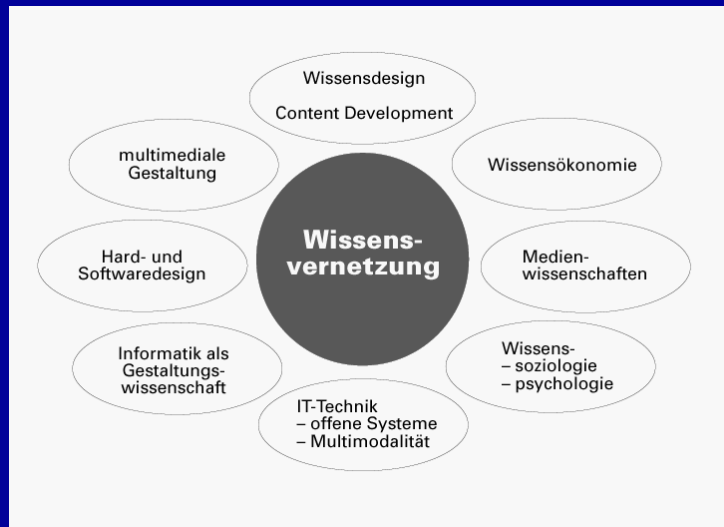 Wissensdesign
Content Development
multimediale
Gestaltung
Wissensökonomie
Wissens-
vernetzung
Hard- und
Softwaredesign
Medien-
wissenschaften
Informatik als
Gestaltungs-
wissenschaft
Wissens-
– soziologie
– psychologie
IT-Technik
– offene Systeme
– Multimodalität